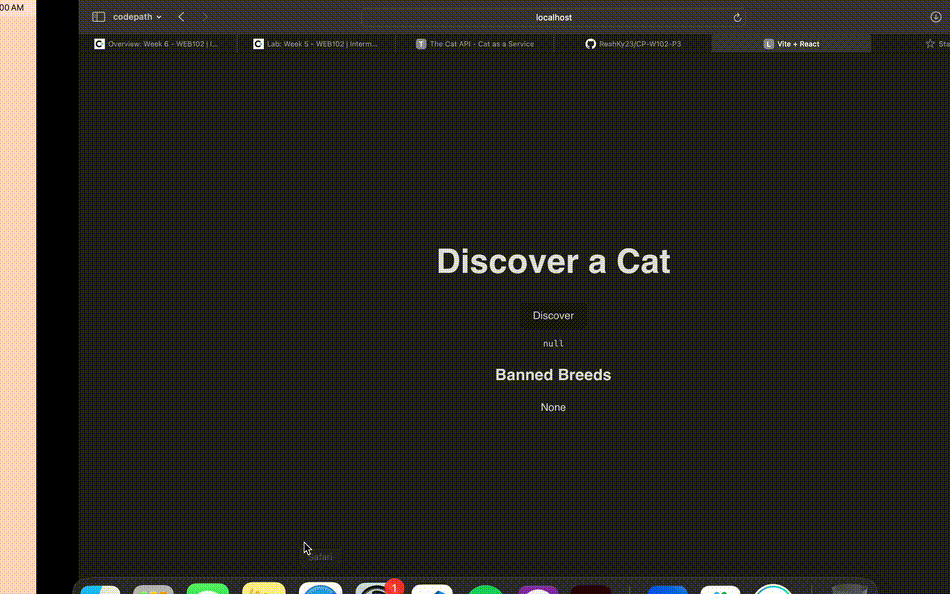 00 AM
codepath
localhost
Overview: Week 6 - WEB102 | I...
Lab: Week 5 - WEB102 | Interm...
The Cat API - Cat as a Service
ReahKy23/CP-W102-P3
L Vite + React
Sta
Discover a Cat
Discover
null
Banned Breeds
None
Safari
1